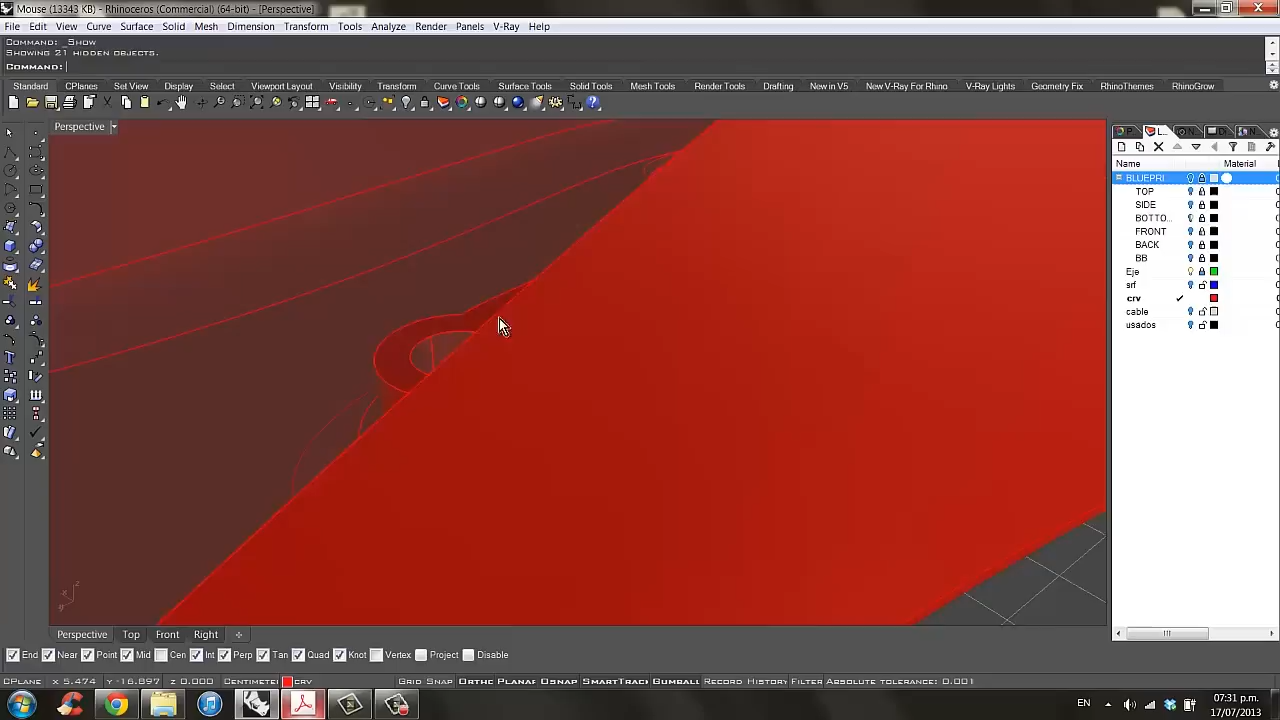 Mouse (13343 KB) - Rhinoceros (Commercial) (64-bit) - [Perspective]
File Edit View Curve Surface Solid Mesh Dimension Transform Tools Analyze Render Panels V-Ray Help
Command: _Show
Showing 21 hidden objects.
Command:
Standard CPlanes Set View Display Select Viewport Layout Visibility Transform Curve Tools Surface Tools Solid Tools Mesh Tools Render Tools Drafting New in V5 New V-Ray For Rhino V-Ray Lights Geometry Fix RhinoThemes RhinoGrow
Perspective
P... L... N... Di N...
Name Material
BLUEPRI
TOP
SIDE
BOTTO...
FRONT
BACK
BB
Eje
srf
crv
cable
usados
z
x
y
Perspective Top Front Right
End Near Point Mid Cen Int Perp Tan Quad Knot Vertex Project Disable
CPlane x 5.474 y -16.897 z 0.000 Centimeter crv Grid Snap Ortho Planar Osnap SmartTrac Gumball Record History Filter Absolute tolerance: 0.001
EN
07:31 p.m.
17/07/2013